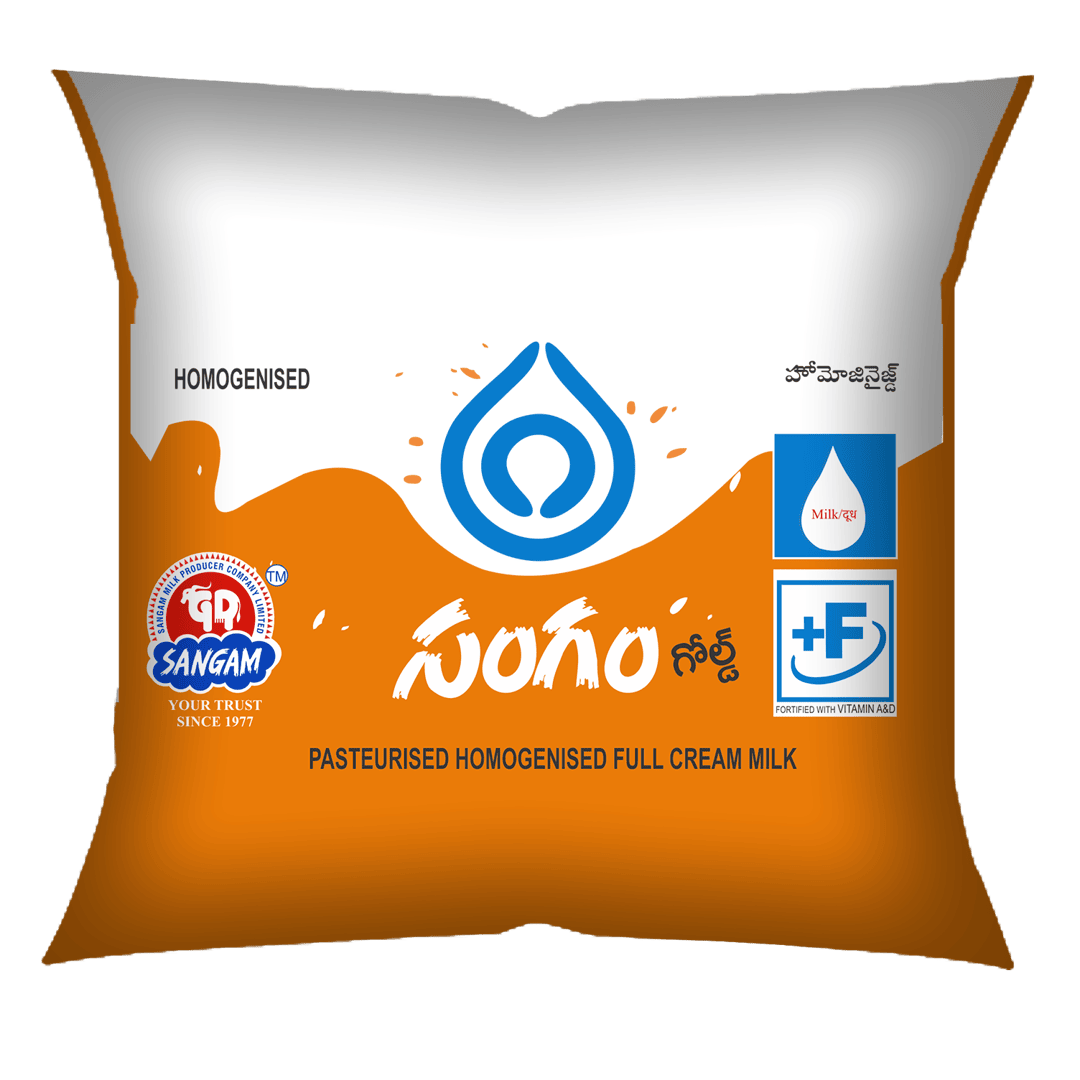 HOMOGENISED
హోమోజినైజ్డ్
Milk/दूध
SANGAM MILK PRODUCER COMPANY LIMITED
TM
SANGAM
YOUR TRUST
SINCE 1977
సంగం గోల్డ్
+F
FORTIFIED WITH VITAMIN A&D
PASTEURISED HOMOGENISED FULL CREAM MILK